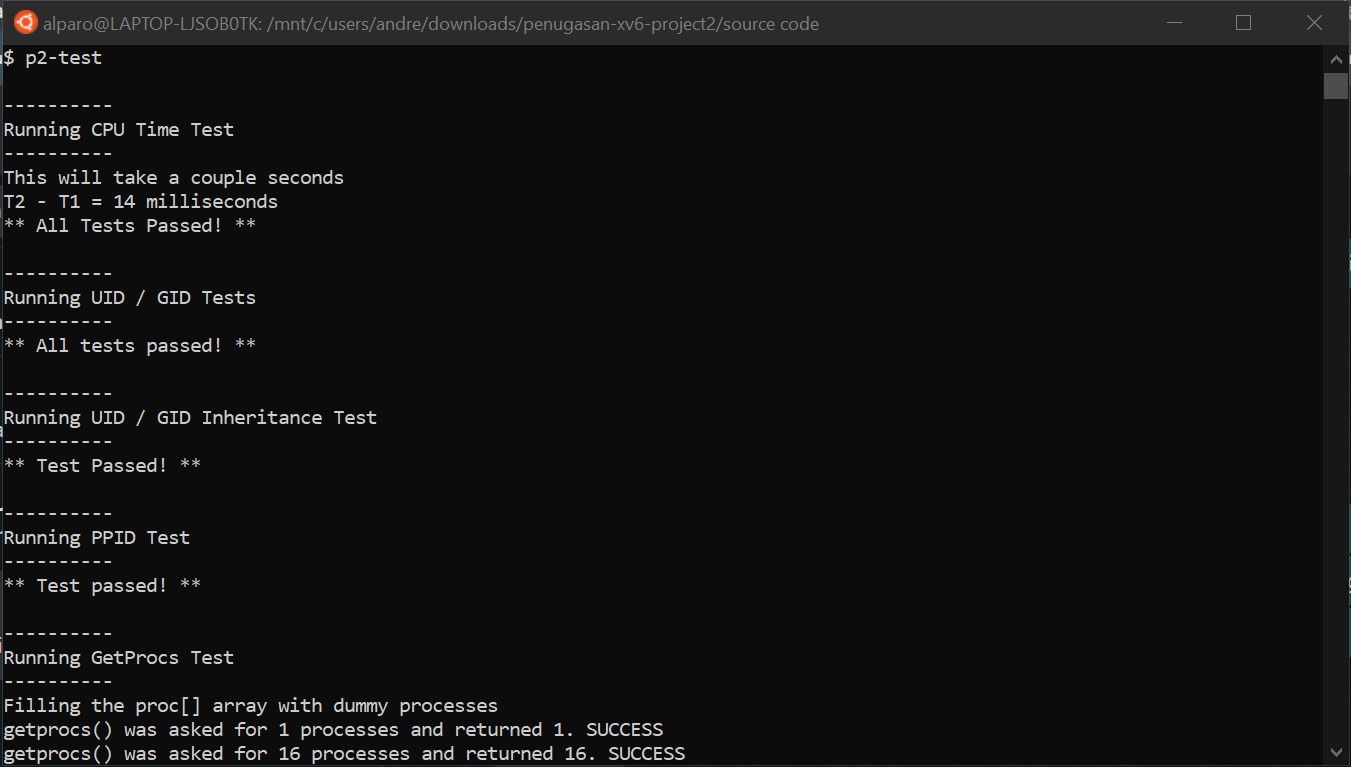 alparo@LAPTOP-LJSOB0TK: /mnt/c/users/andre/downloads/penugasan-xv6-project2/source code
$ p2-test
----------
Running CPU Time Test
----------
This will take a couple seconds
T2 - T1 = 14 milliseconds
** All Tests Passed! **
----------
Running UID / GID Tests
----------
** All tests passed! **
----------
Running UID / GID Inheritance Test
----------
** Test Passed! **
----------
Running PPID Test
----------
** Test passed! **
----------
Running GetProcs Test
----------
Filling the proc[] array with dummy processes
getprocs() was asked for 1 processes and returned 1. SUCCESS
getprocs() was asked for 16 processes and returned 16. SUCCESS